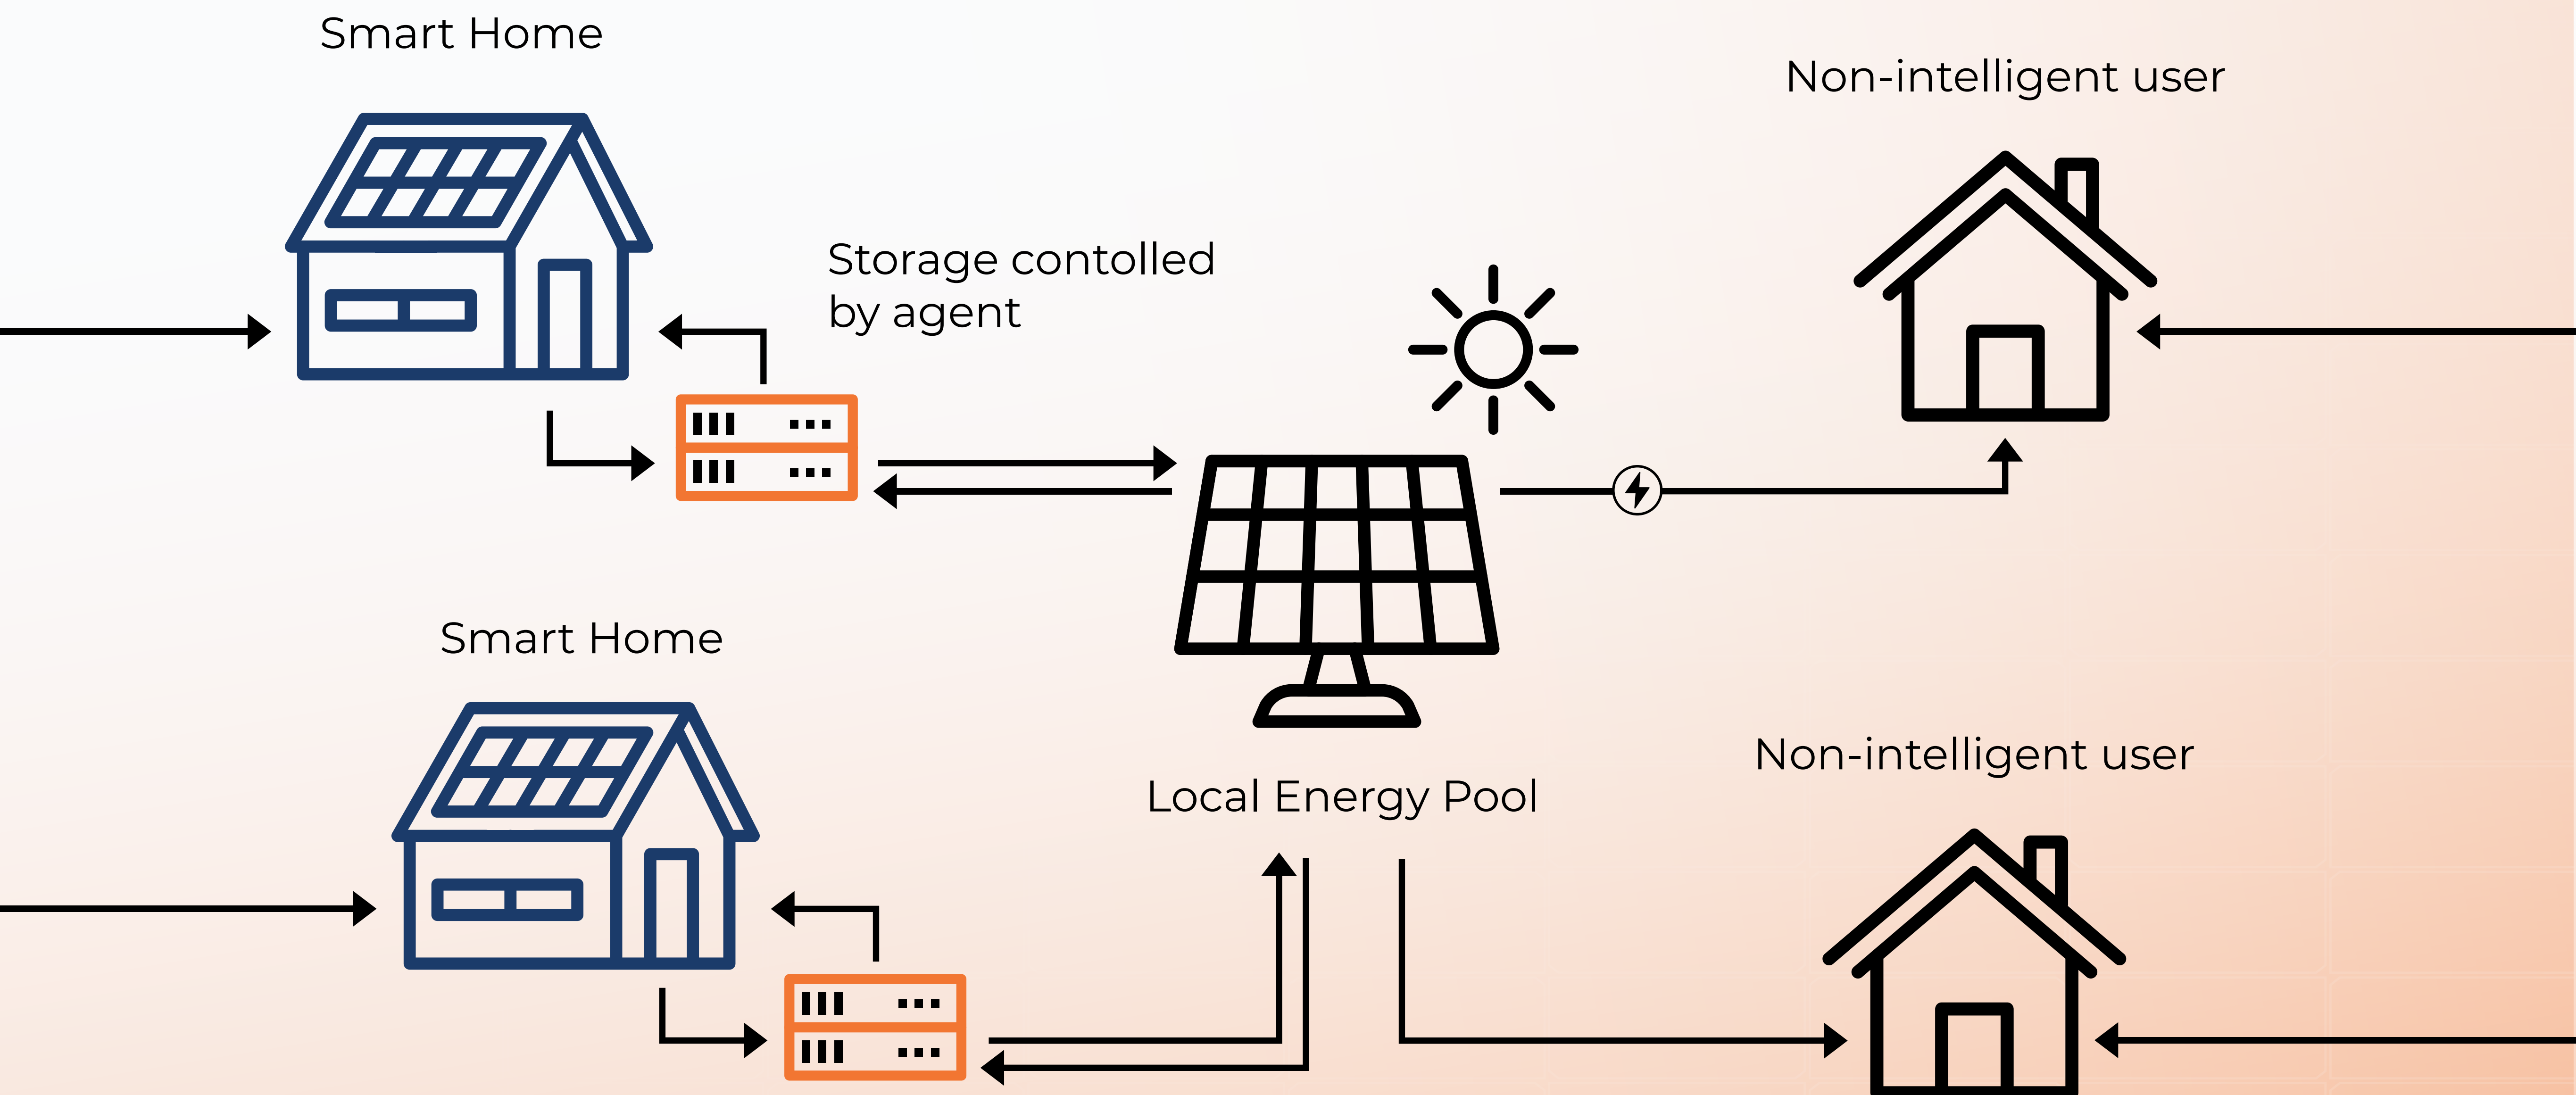 Smart Home
Non-intelligent user
Storage contolled
by agent
Smart Home
Non-intelligent user
Local Energy Pool